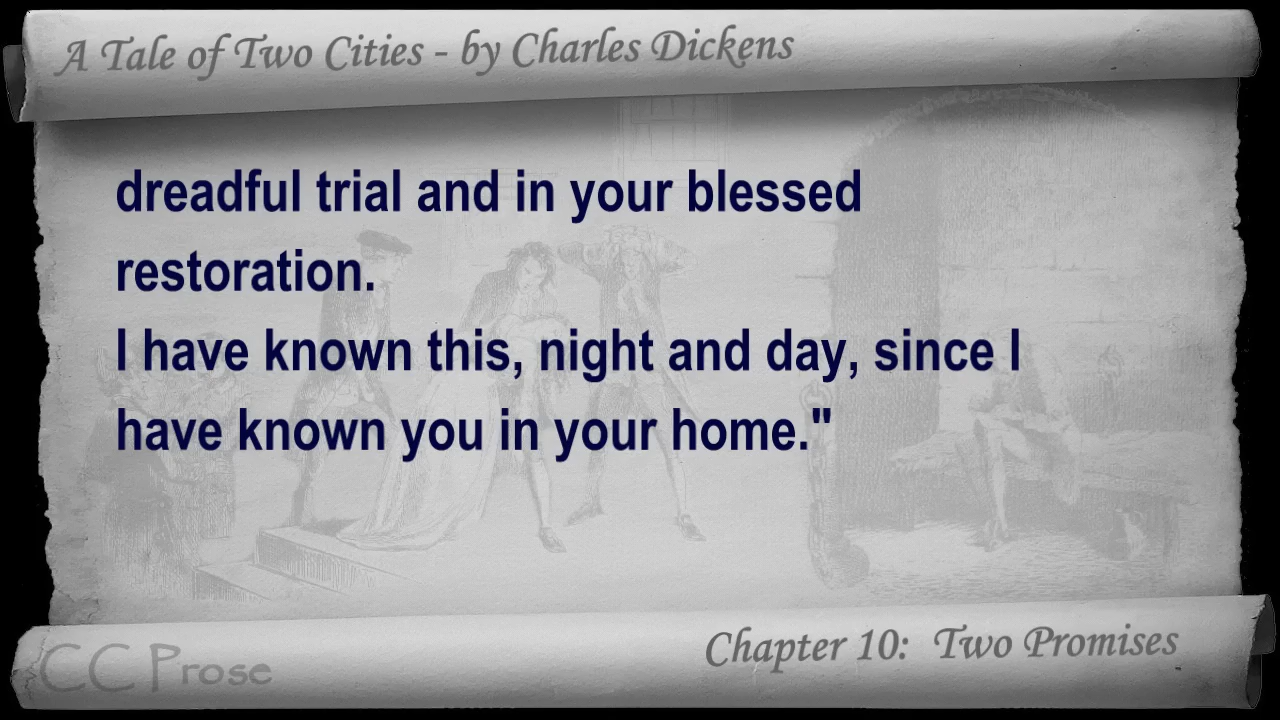 A Tale of Two Cities - by Charles Dickens
dreadful trial and in your blessed
restoration.
I have known this, night and day, since I
have known you in your home."
Chapter 10: Two Promises
CC Prose